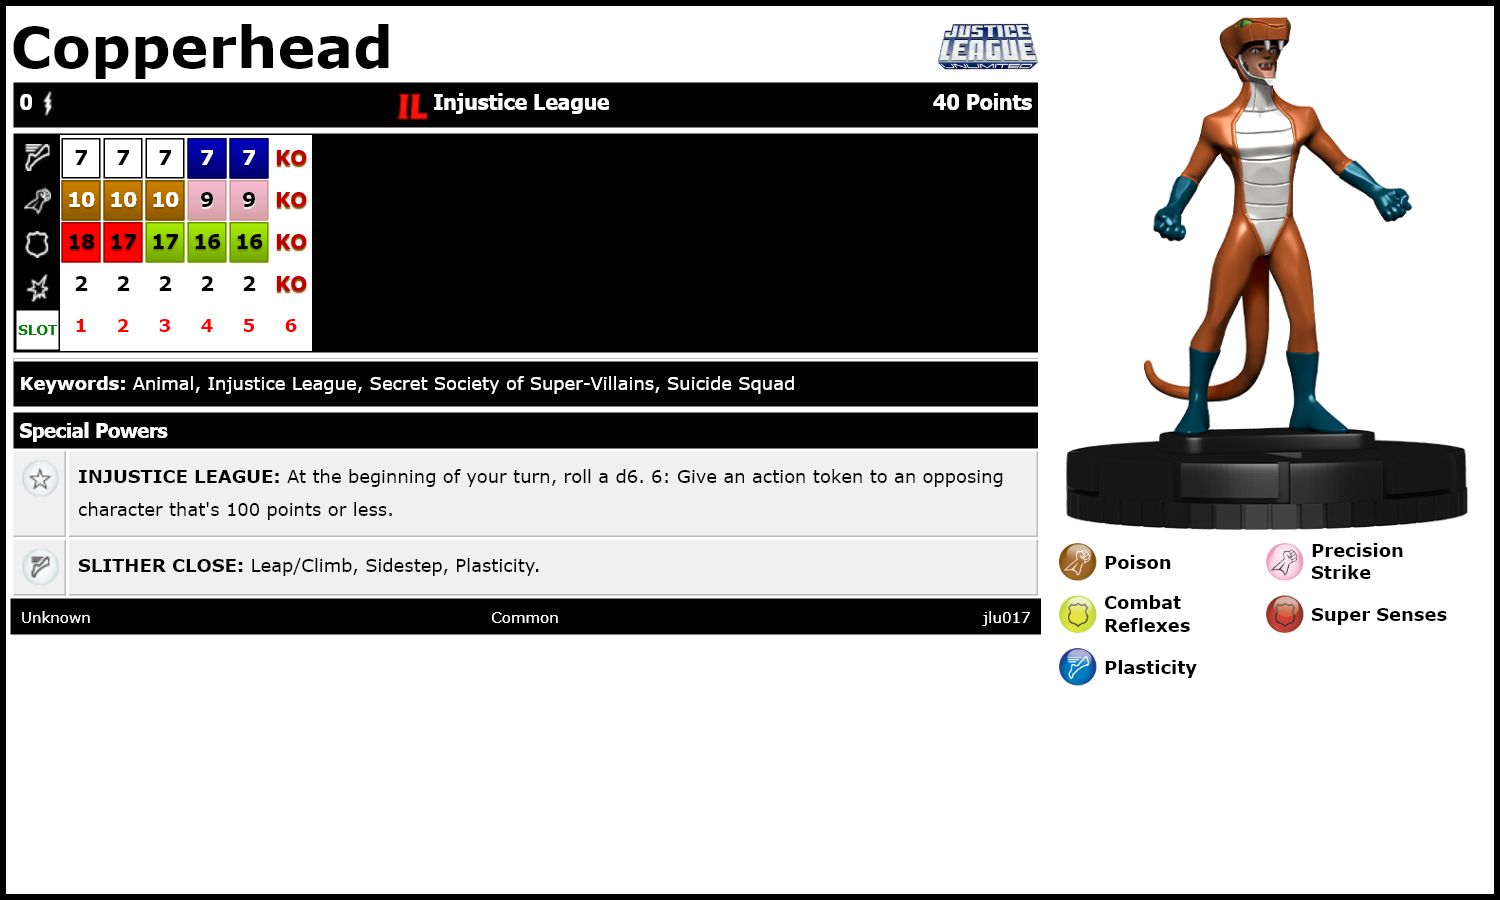 Copperhead
JUSTICE
LEAGUE
UNLIMITED
0 IL Injustice League 40 Points
7 7 7 7 7 KO
10 10 10 9 9 KO
18 17 17 16 16 KO
2 2 2 2 2 KO
SLOT 1 2 3 4 5 6
Keywords: Animal, Injustice League, Secret Society of Super-Villains, Suicide Squad
Special Powers
INJUSTICE LEAGUE: At the beginning of your turn, roll a d6. 6: Give an action token to an opposing
character that's 100 points or less.
SLITHER CLOSE: Leap/Climb, Sidestep, Plasticity.
Unknown Common jlu017
Poison
Precision
Strike
Combat
Reflexes
Super Senses
Plasticity